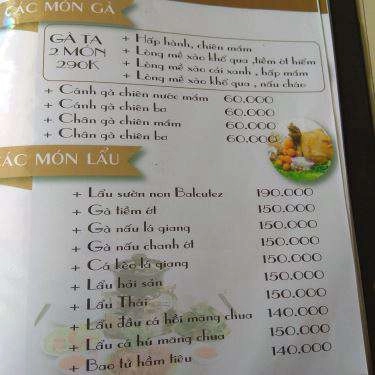 CÁC MÓN GÀ
GÀ TA
2 MÓN
290K
+ Hấp hành, chiên mắm
+ Lòng mề xào khổ qua, tiềm ớt hiểm
+ Lòng mề xào cải xanh, hấp mắm
+ Lòng mề xào khổ qua, nấu cháo
+ Cánh gà chiên nước mắm 60.000
+ Cánh gà chiên bơ 60.000
+ Chân gà chiên mắm 60.000
+ Chân gà chiên bơ 60.000
CÁC MÓN LẨU
+ Lẩu sườn non Balcutez 190.000
+ Gà tiềm ớt 150.000
+ Gà nấu lá giang 150.000
+ Gà nấu chanh ớt 150.000
+ Cá kèo lá giang 150.000
+ Lẩu hải sản 150.000
+ Lẩu Thái 150.000
+ Lẩu đầu cá hồi măng chua 140.000
+ Lẩu cá hú măng chua 150.000
+ Bao tử hầm tiêu 140.000